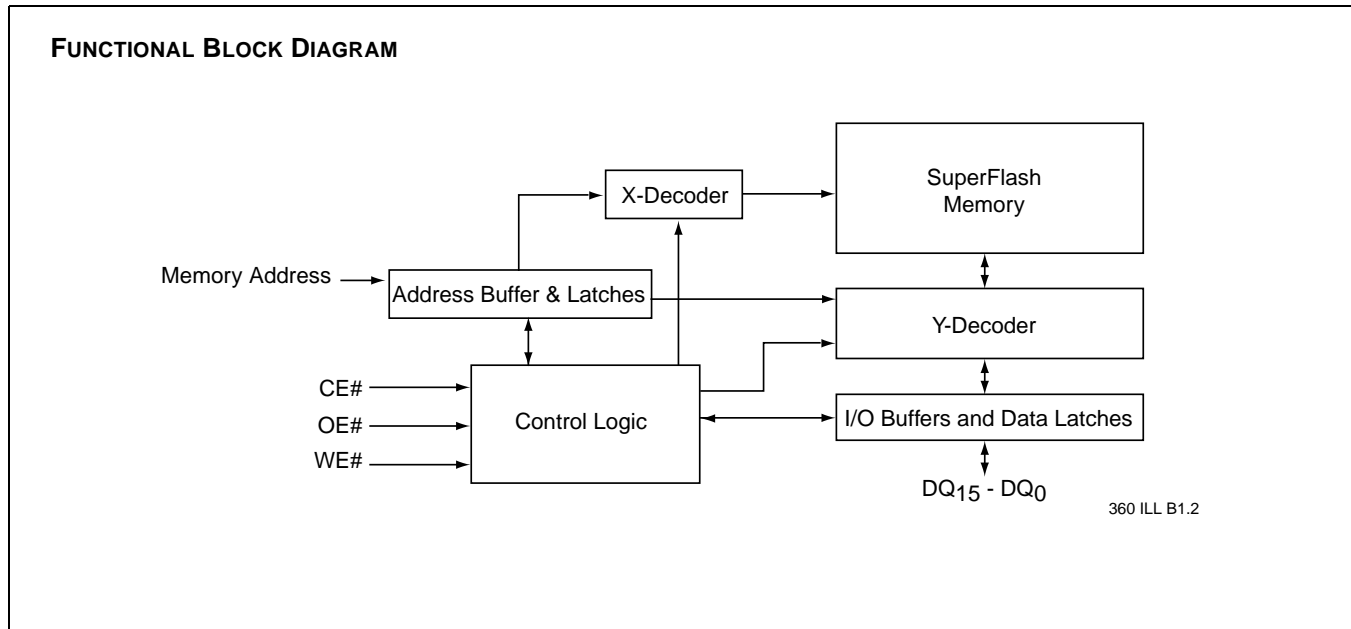 FUNCTIONAL BLOCK DIAGRAM
SuperFlash
Memory
X-Decoder
Memory Address
Address Buffer & Latches
Y-Decoder
CE#
OE#
WE#
Control Logic
I/O Buffers and Data Latches
DQ15 - DQ0
360 ILL B1.2